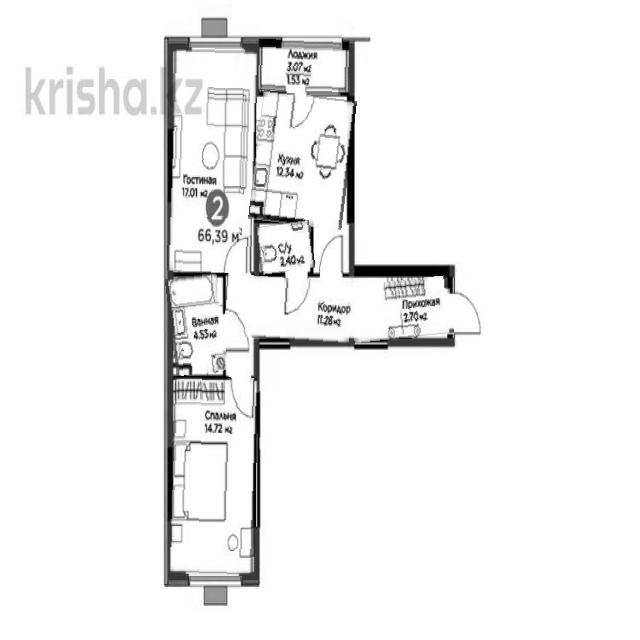 Лоджия
3.07 м2
1.53 м2
krisha.kz
Кухня
12.34 м2
Гостиная
17.01 м2
2
66,39 м2
С/У
2.40 м2
Коридор
11.28 м2
Прихожая
2.70 м2
Ванная
4.53 м2
Спальня
14.72 м2